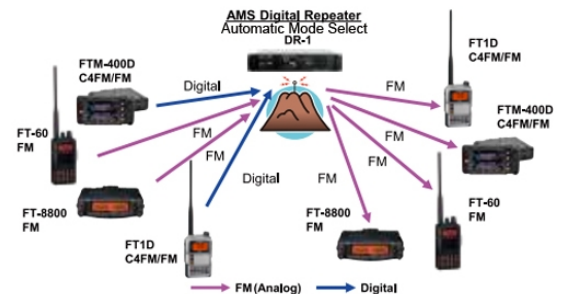 AMS Digital Repeater
Automatic Mode Select
DR-1
FTM-400D
C4FM/FM
Digital
FT-60
FM
FM
FM
FT-8800
FM
Digital
FT1D
C4FM/FM
FM
FT1D
C4FM/FM
FM
FTM-400D
C4FM/FM
FM
FM
FT-60
FM
FT-8800
FM
FM (Analog)
Digital